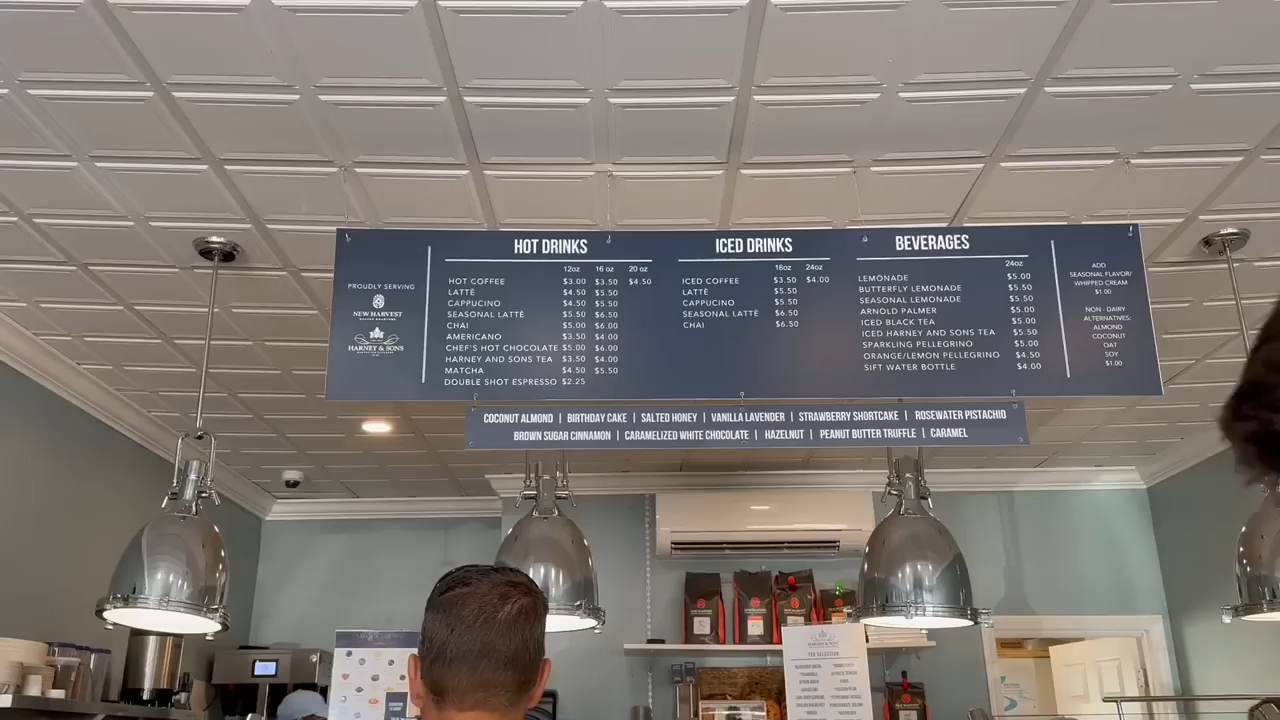 PROUDLY SERVING
NEW HARVEST
COFFEE ROASTERS
HARNEY & SONS
HOT DRINKS
12oz 16 oz 20 oz
HOT COFFEE $3.00 $3.50 $4.50
LATTÈ $4.50 $5.50
CAPPUCINO $4.50 $5.50
SEASONAL LATTÈ $5.50 $6.50
CHAI $5.00 $6.00
AMERICANO $3.50 $4.00
CHEF'S HOT CHOCOLATE $5.00 $6.00
HARNEY AND SONS TEA $3.50 $4.00
MATCHA $4.50 $5.50
DOUBLE SHOT ESPRESSO $2.25
ICED DRINKS
16oz 24oz
ICED COFFEE $3.50 $4.00
LATTÈ $5.50
CAPPUCINO $5.50
SEASONAL LATTÈ $6.50
CHAI $6.50
BEVERAGES
24oz
LEMONADE $5.00
BUTTERFLY LEMONADE $5.50
SEASONAL LEMONADE $5.50
ARNOLD PALMER $5.00
ICED BLACK TEA $5.00
ICED HARNEY AND SONS TEA $5.50
SPARKLING PELLEGRINO $5.00
ORANGE/LEMON PELLEGRINO $4.50
SIFT WATER BOTTLE $4.00
ADD
SEASONAL FLAVOR/
WHIPPED CREAM
$1.00
NON - DAIRY
ALTERNATIVES:
ALMOND
COCONUT
OAT
SOY
$1.00
COCONUT ALMOND | BIRTHDAY CAKE | SALTED HONEY | VANILLA LAVENDER | STRAWBERRY SHORTCAKE | ROSEWATER PISTACHIO
BROWN SUGAR CINNAMON | CARAMELIZED WHITE CHOCOLATE | HAZELNUT | PEANUT BUTTER TRUFFLE | CARAMEL
HARNEY & SONS
TEA SELECTION